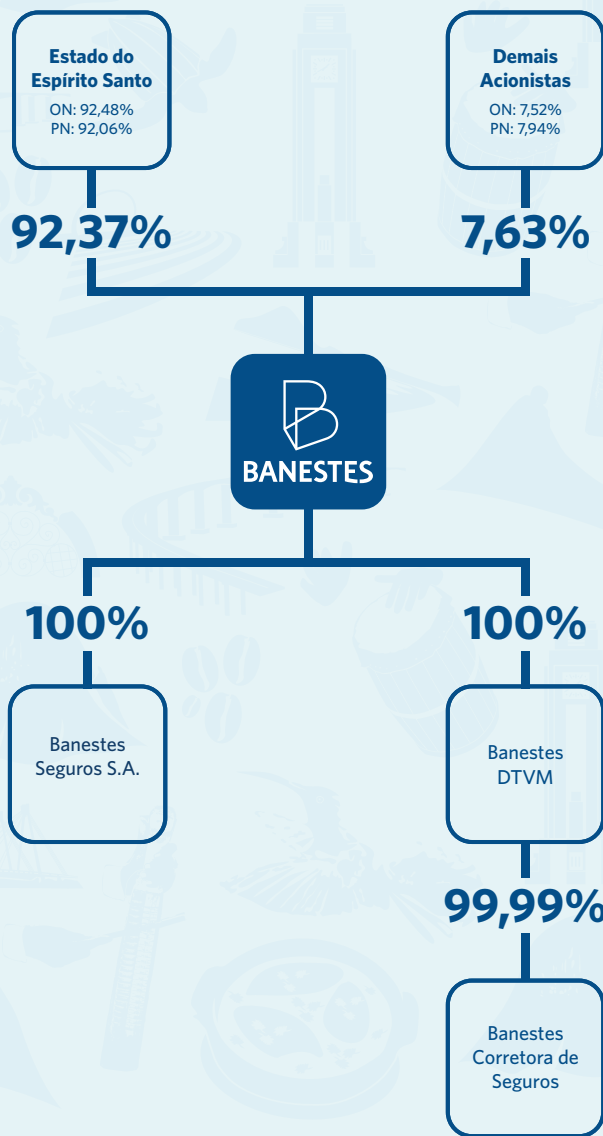 Estado do
Espírito Santo
ON: 92,48%
PN: 92,06%
Demais
Acionistas
ON: 7,52%
PN: 7,94%
92,37%
7,63%
BANESTES
100%
100%
Banestes
Seguros S.A.
Banestes
DTVM
99,99%
Banestes
Corretora de
Seguros